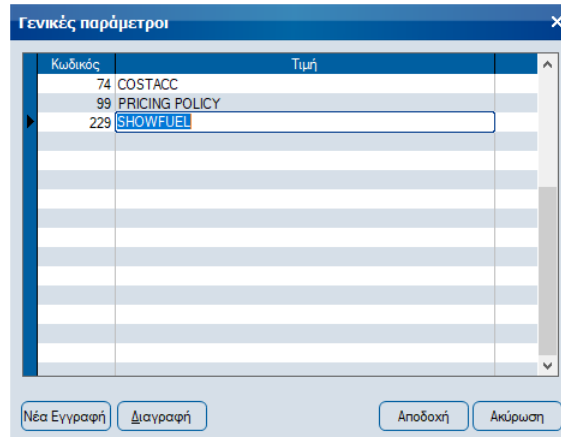 Γενικές παράμετροι
Κωδικός Τιμή
74 COSTACC
99 PRICING POLICY
229 SHOWFUEL
Νέα Εγγραφή Διαγραφή Αποδοχή Ακύρωση